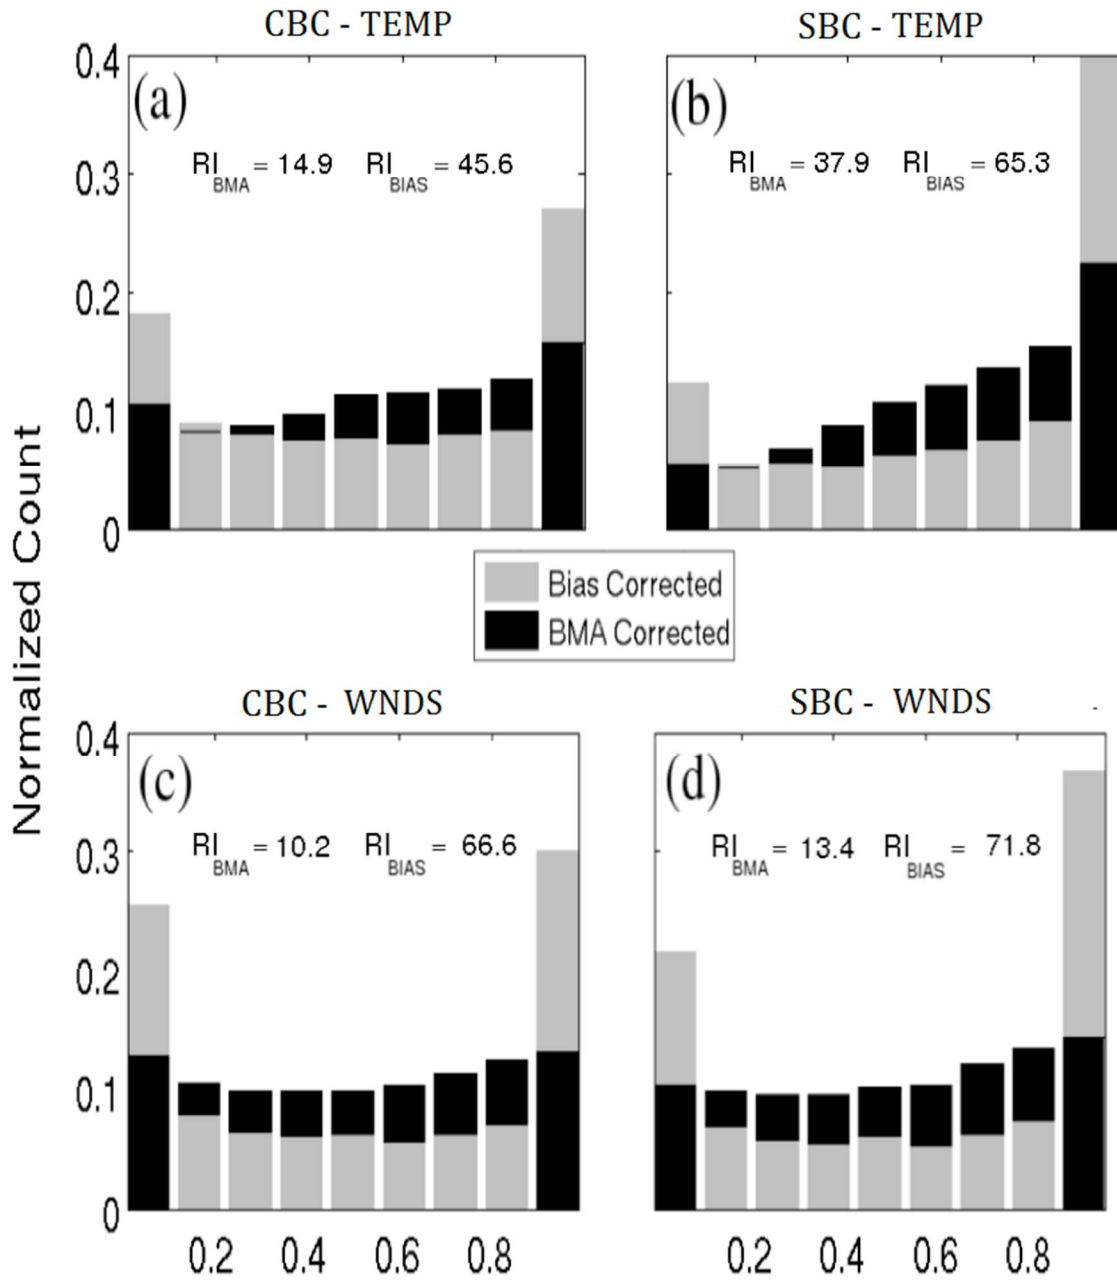 CBC - TEMP
SBC - TEMP
0.4
0.3
0.2
0.1
0
(a)
RI BMA = 14.9 RI BIAS = 45.6
(b)
RI BMA = 37.9 RI BIAS = 65.3
Normalized Count
Bias Corrected
BMA Corrected
CBC - WNDS
SBC - WNDS
0.4
0.3
0.2
0.1
0
(c)
RI BMA = 10.2 RI BIAS = 66.6
(d)
RI BMA = 13.4 RI BIAS = 71.8
0.2 0.4 0.6 0.8
0.2 0.4 0.6 0.8